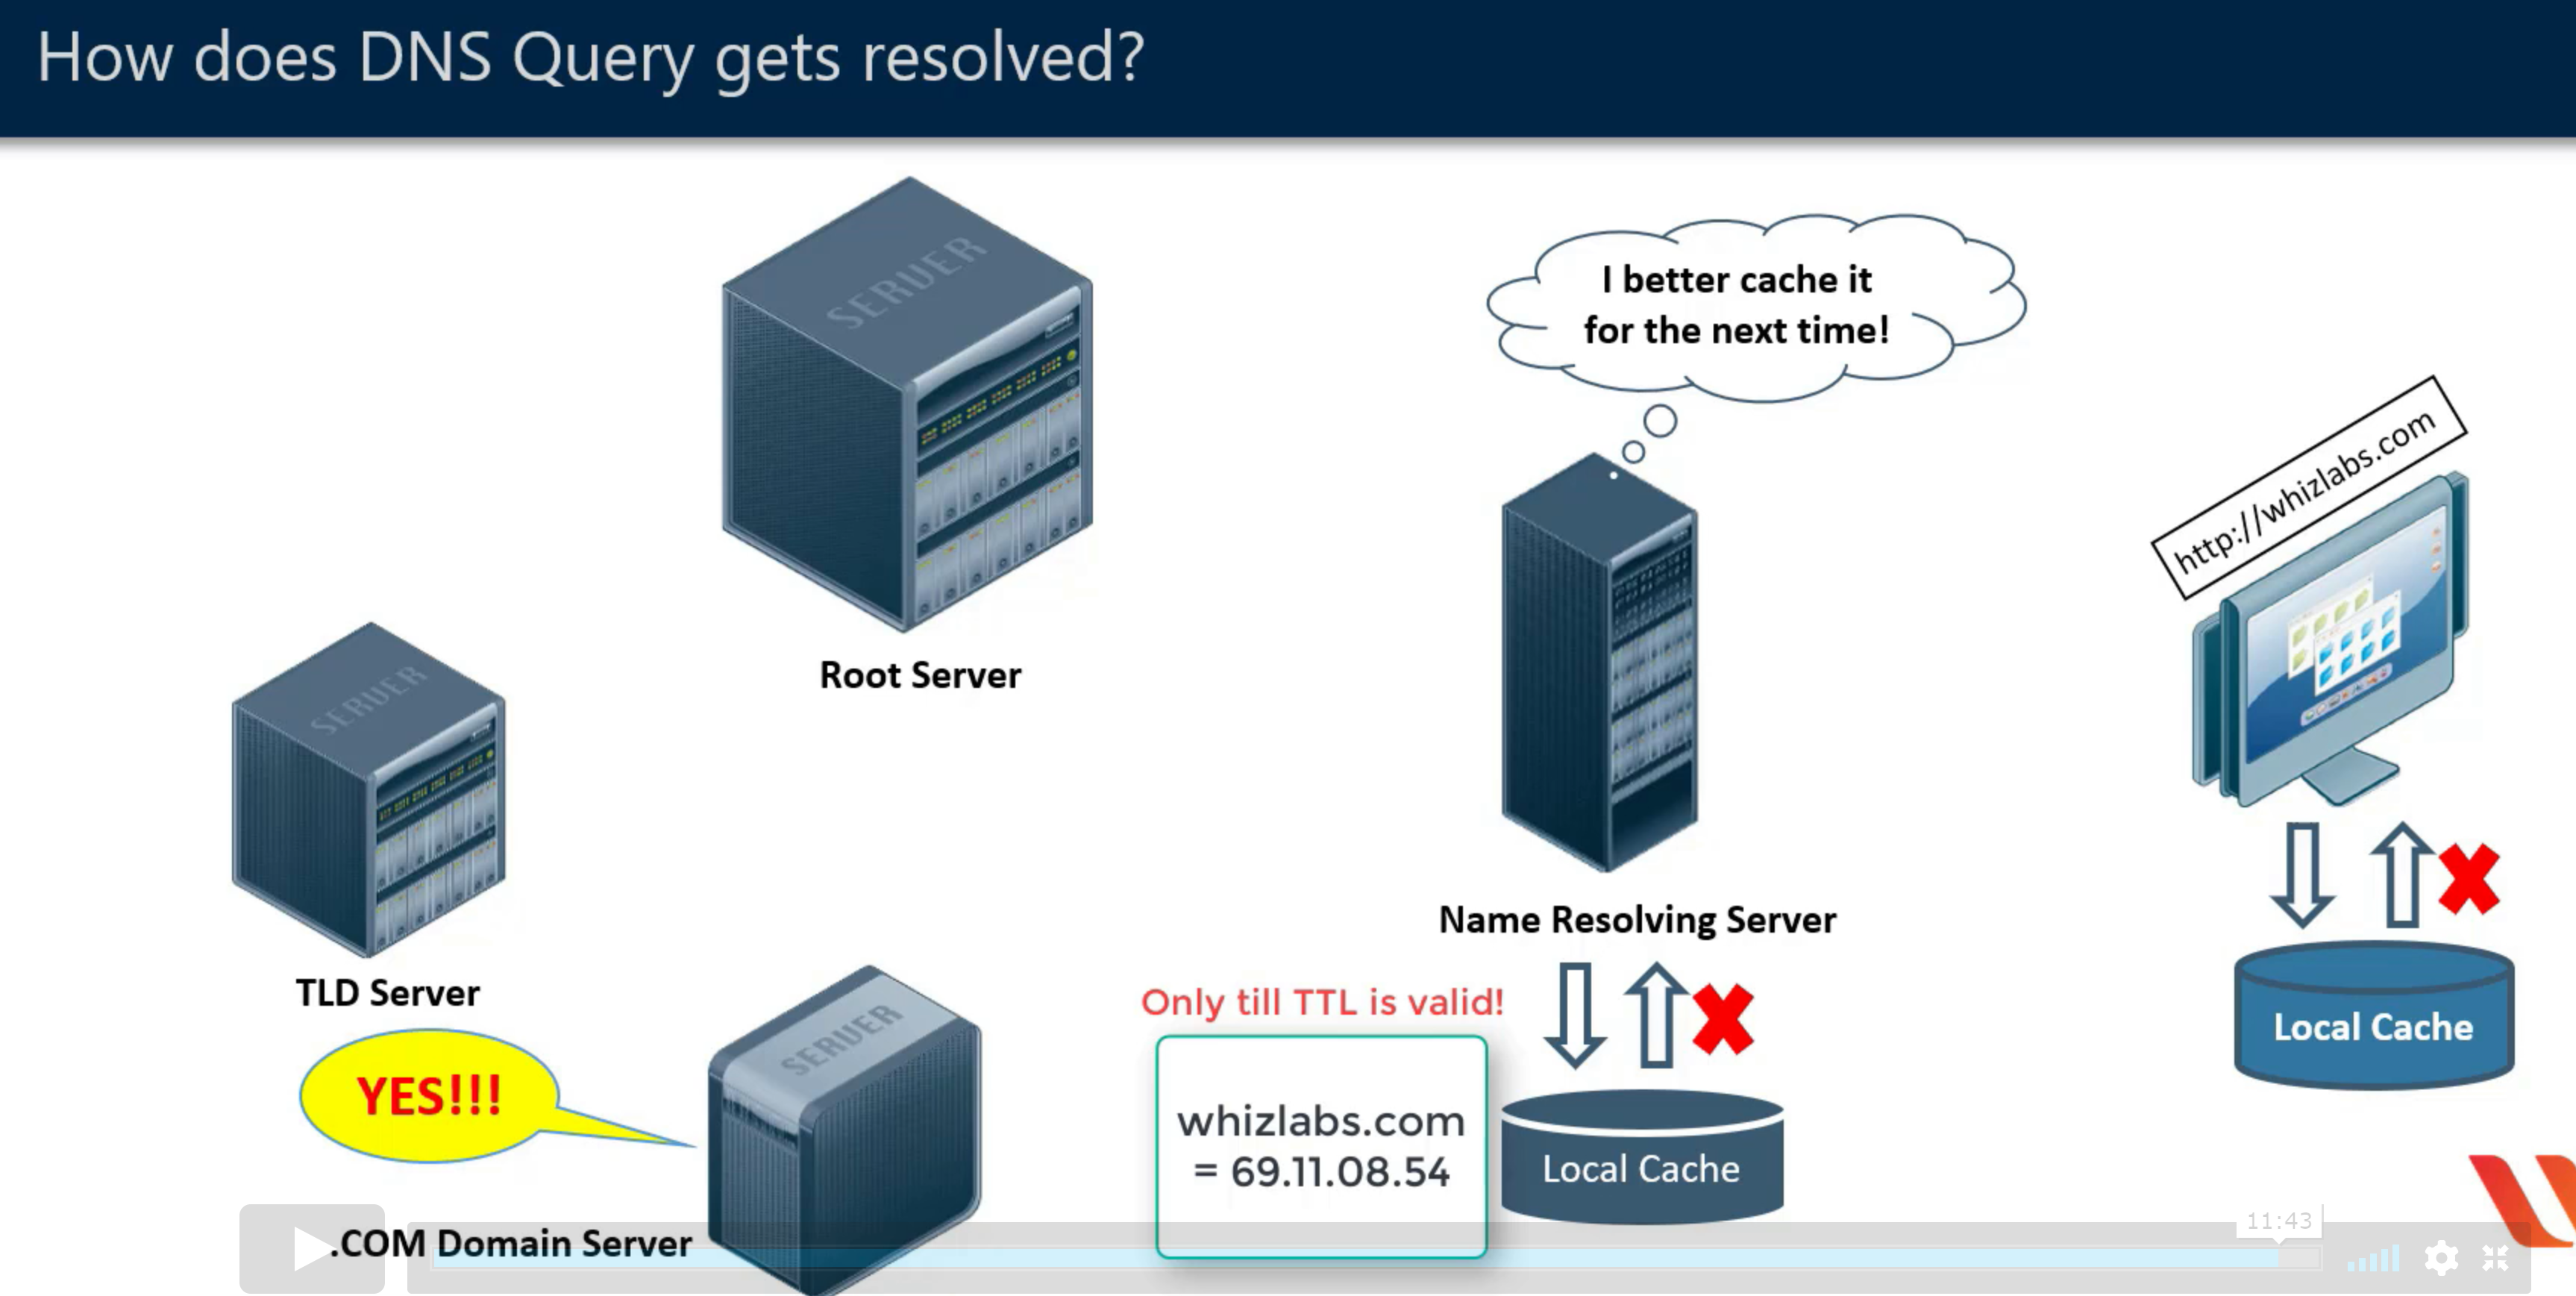 How does DNS Query gets resolved?
SERVER
I better cache it
for the next time!
http://whizlabs.com
Root Server
SERVER
Name Resolving Server
TLD Server
Only till TTL is valid!
SERVER
YES!!!
whizlabs.com
= 69.11.08.54
Local Cache
Local Cache
.COM Domain Server
11:43